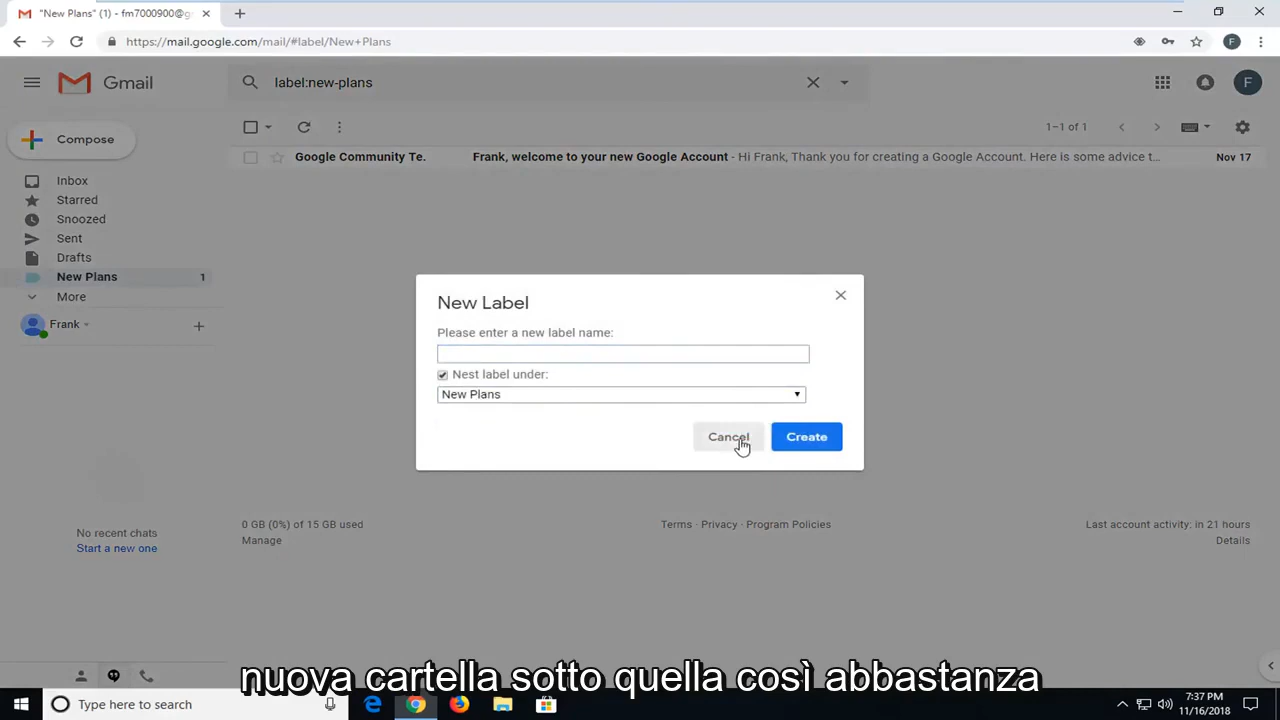 "New Plans" (1) - fm7000900@g
https://mail.google.com/mail/#label/New+Plans
F
Gmail
label:new-plans
F
Compose
1–1 of 1
Google Community Te. Frank, welcome to your new Google Account - Hi Frank, Thank you for creating a Google Account. Here is some advice t… Nov 17
Inbox
Starred
Snoozed
Sent
Drafts
New Plans 1
More
Frank
New Label
Please enter a new label name:
Nest label under:
New Plans
Cancel Create
No recent chats
Start a new one
0 GB (0%) of 15 GB used
Manage
Terms · Privacy · Program Policies
Last account activity: in 21 hours
Details
nuova cartella sotto quella così abbastanza
Type here to search
7:37 PM
11/16/2018